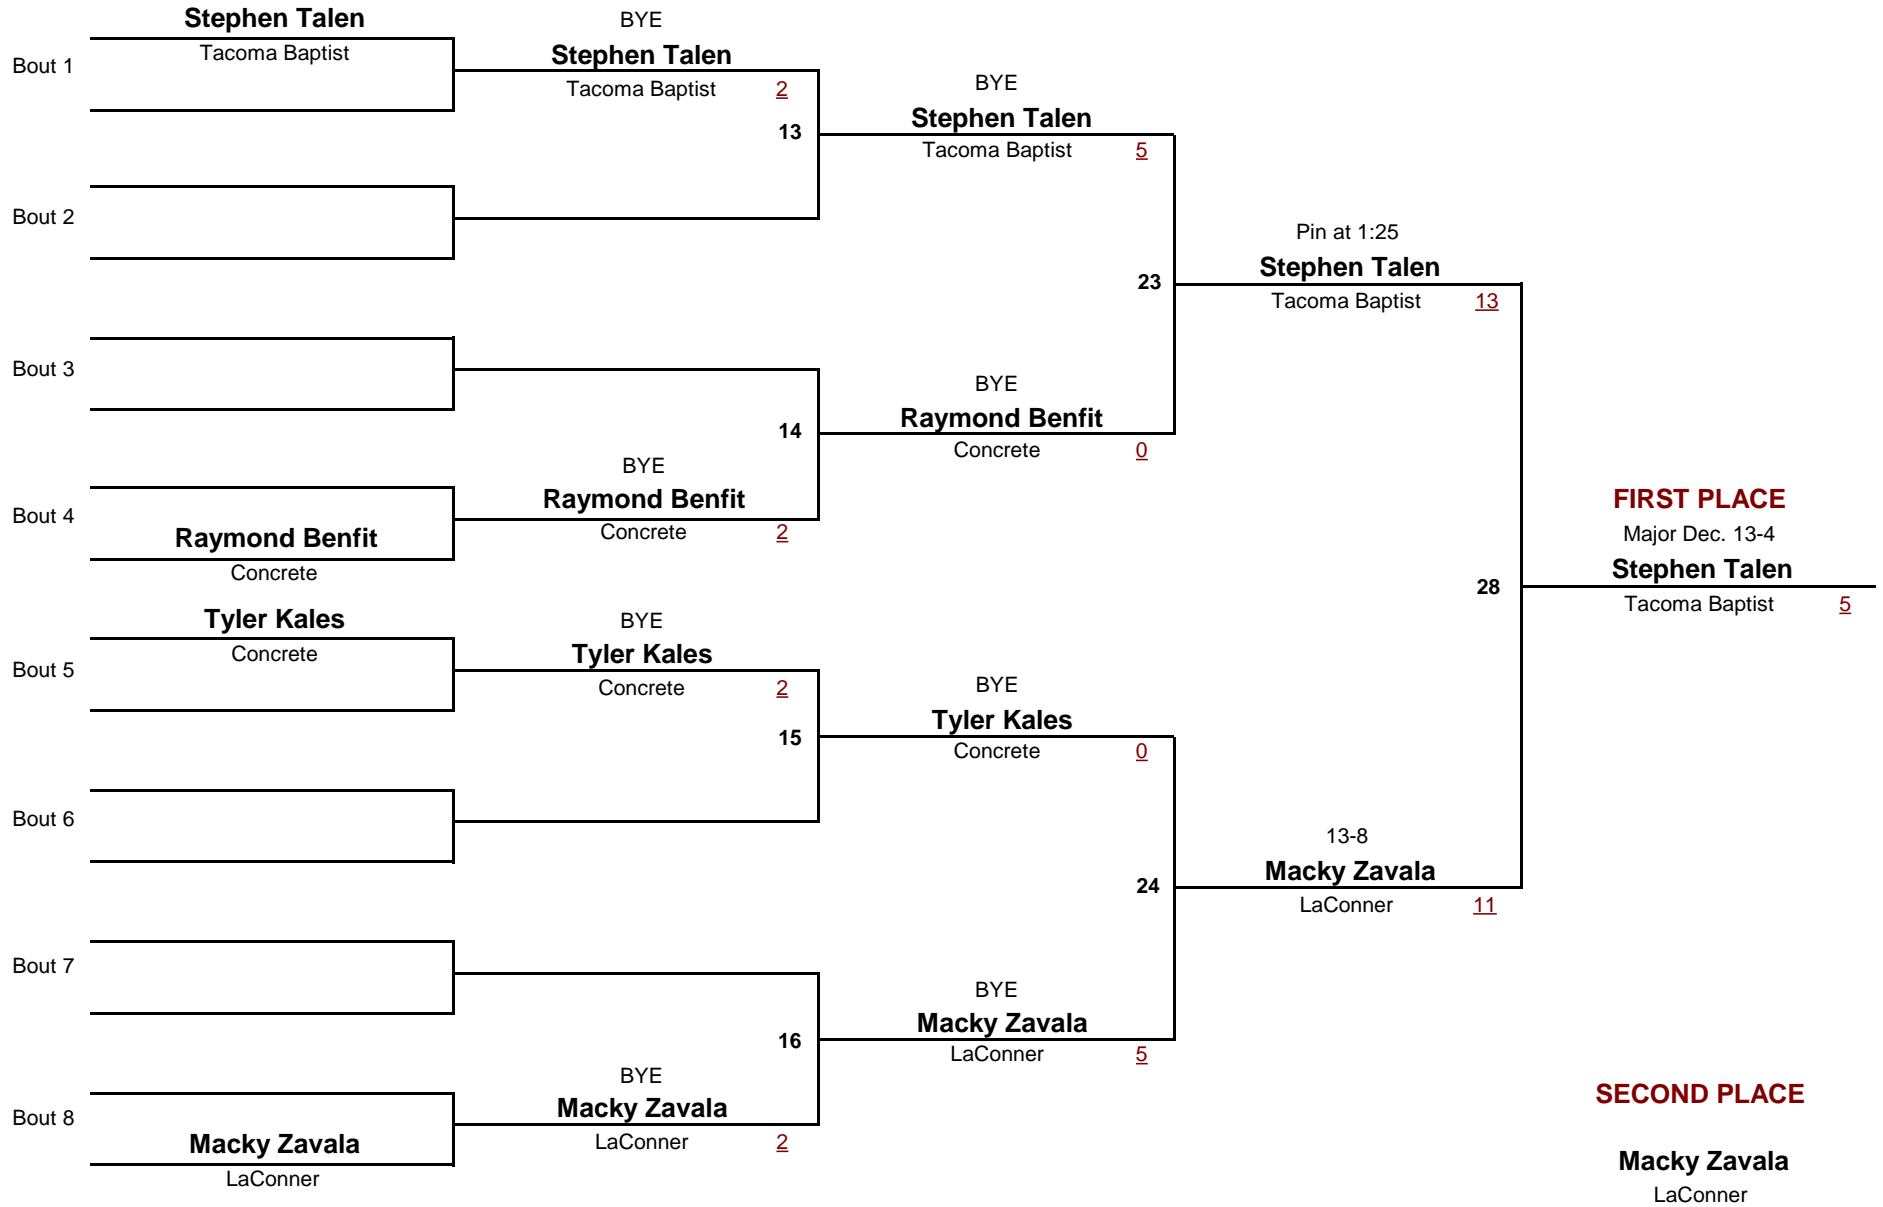 Stephen Talen
Tacoma Baptist
Bout 1
BYE
Stephen Talen
Tacoma Baptist
2
13
BYE
Stephen Talen
Tacoma Baptist
5
Bout 2
Pin at 1:25
Stephen Talen
Tacoma Baptist
13
23
Bout 3
BYE
Raymond Benfit
Concrete
0
14
BYE
Raymond Benfit
Concrete
2
Bout 4
Raymond Benfit
Concrete
FIRST PLACE
Major Dec. 13-4
Stephen Talen
Tacoma Baptist
5
28
Tyler Kales
Concrete
Bout 5
BYE
Tyler Kales
Concrete
2
15
BYE
Tyler Kales
Concrete
0
Bout 6
13-8
Macky Zavala
LaConner
11
24
Bout 7
BYE
Macky Zavala
LaConner
5
16
BYE
Macky Zavala
LaConner
2
Bout 8
Macky Zavala
LaConner
SECOND PLACE
Macky Zavala
LaConner